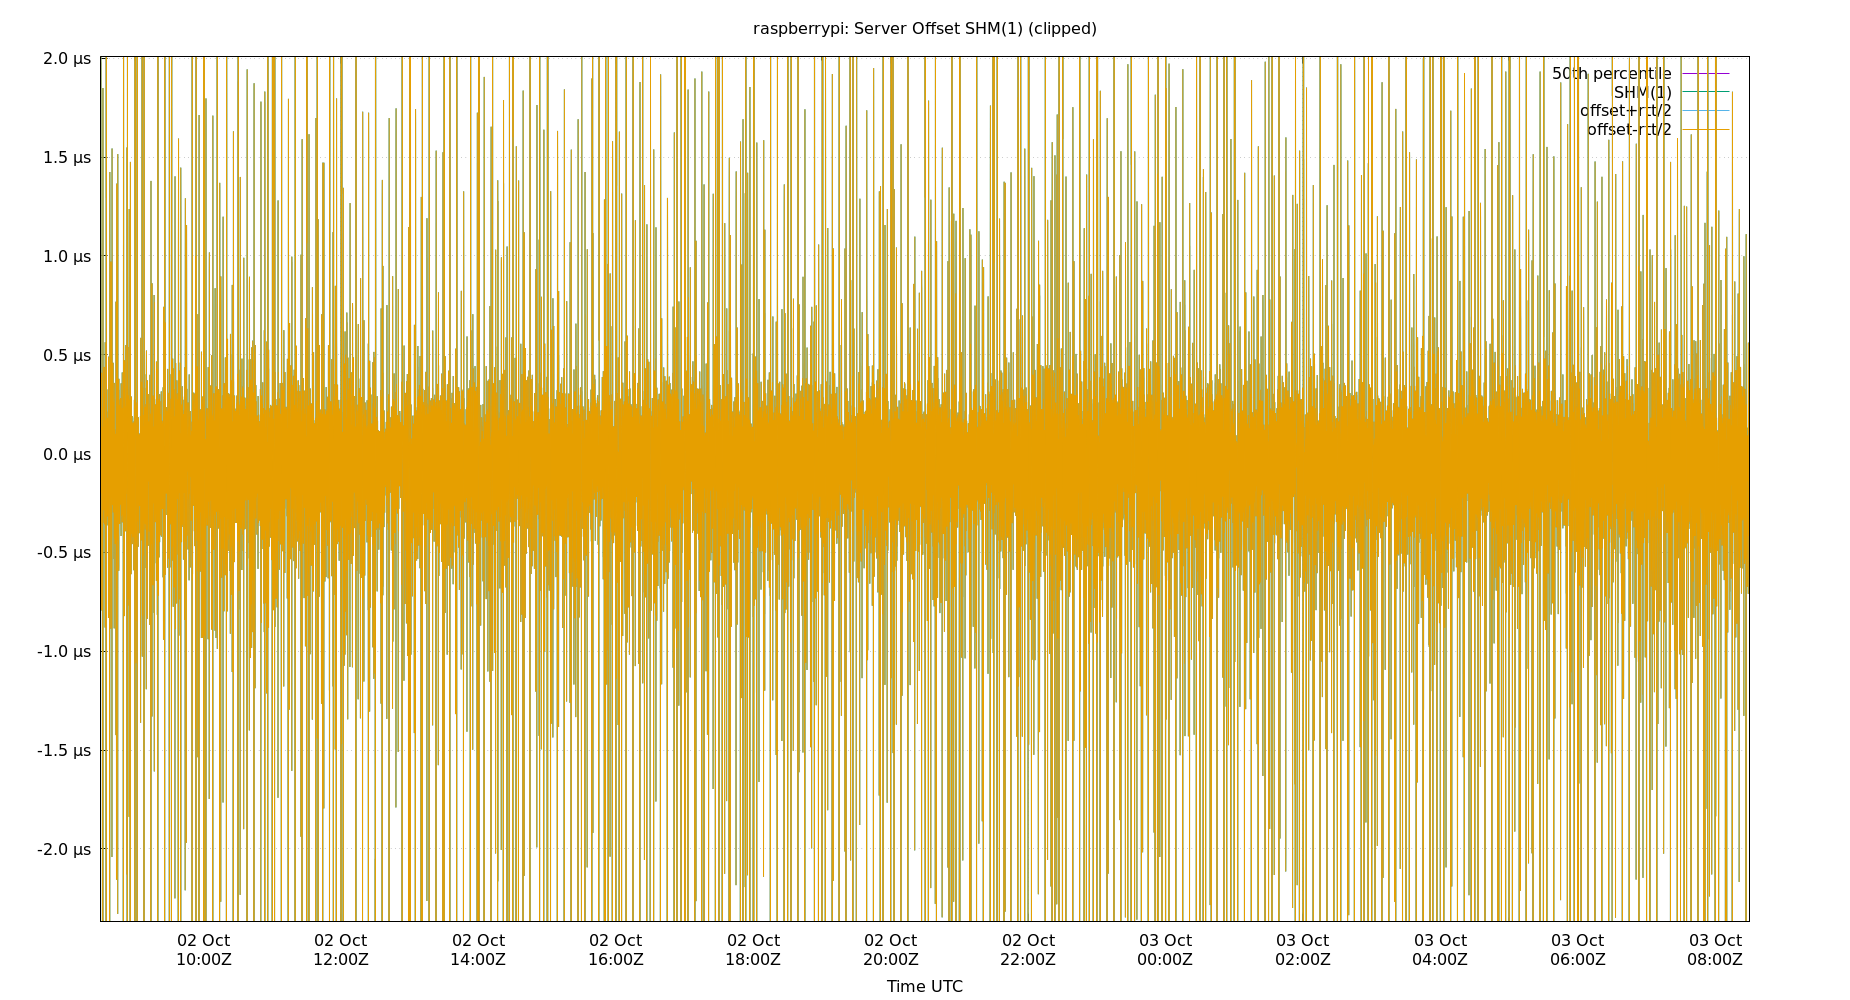 raspberrypi: Server Offset SHM(1) (clipped)
2.0 µs
1.5 µs
1.0 µs
0.5 µs
0.0 µs
-0.5 µs
-1.0 µs
-1.5 µs
-2.0 µs
50th percentile
SHM(1)
offset+rtt/2
offset-rtt/2
02 Oct 02 Oct 02 Oct 02 Oct 02 Oct 02 Oct 02 Oct 03 Oct 03 Oct 03 Oct 03 Oct 03 Oct
10:00Z 12:00Z 14:00Z 16:00Z 18:00Z 20:00Z 22:00Z 00:00Z 02:00Z 04:00Z 06:00Z 08:00Z
Time UTC